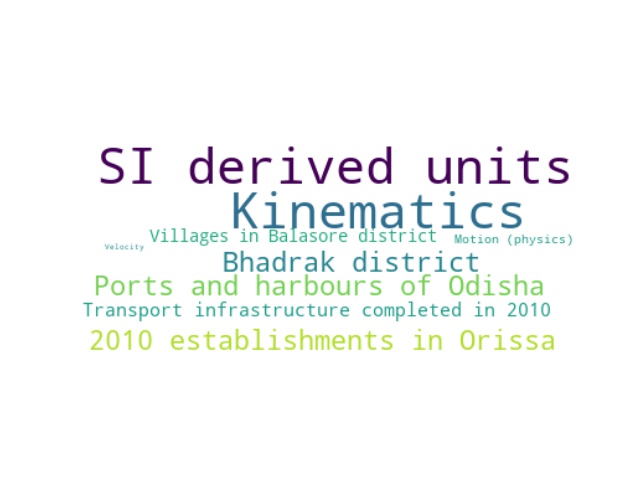 SI derived units
Kinematics
Villages in Balasore district
Motion (physics)
Velocity
Bhadrak district
Ports and harbours of Odisha
Transport infrastructure completed in 2010
2010 establishments in Orissa